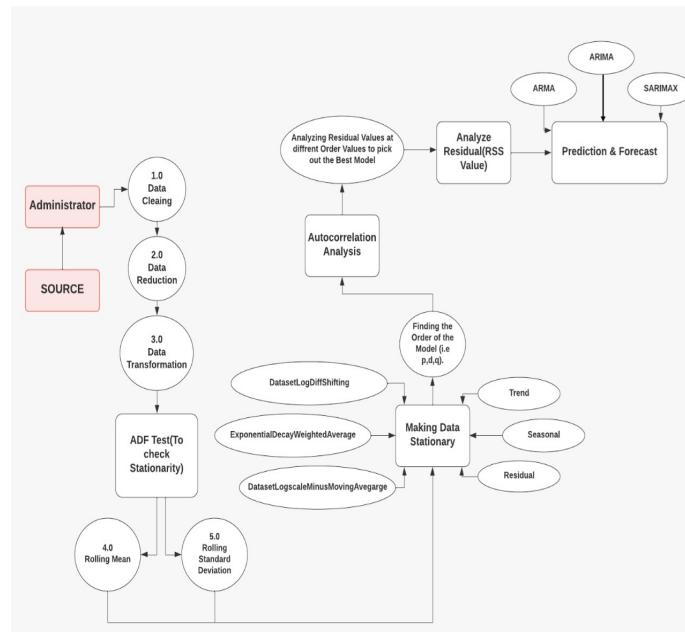 ARIMA
ARMA
SARIMAX
Analyzing Residual Values at
diffrent Order Values to pick
out the Best Model
Analyze
Residual(RSS
Value)
Prediction & Forecast
1.0
Data
Cleaing
Administrator
Autocorrelation
Analysis
2.0
Data
Reduction
SOURCE
3.0
Data
Transformation
Finding the
Order of the
Model (i.e
p,d,q).
DatasetLogDiffShifting
Trend
ADF Test(To
check
Stationarity)
ExponentialDecayWeightedAverage
Making Data
Stationary
Seasonal
DatasetLogscaleMinusMovingAvegarge
Residual
4.0
Rolling Mean
5.0
Rolling
Standard
Deviation